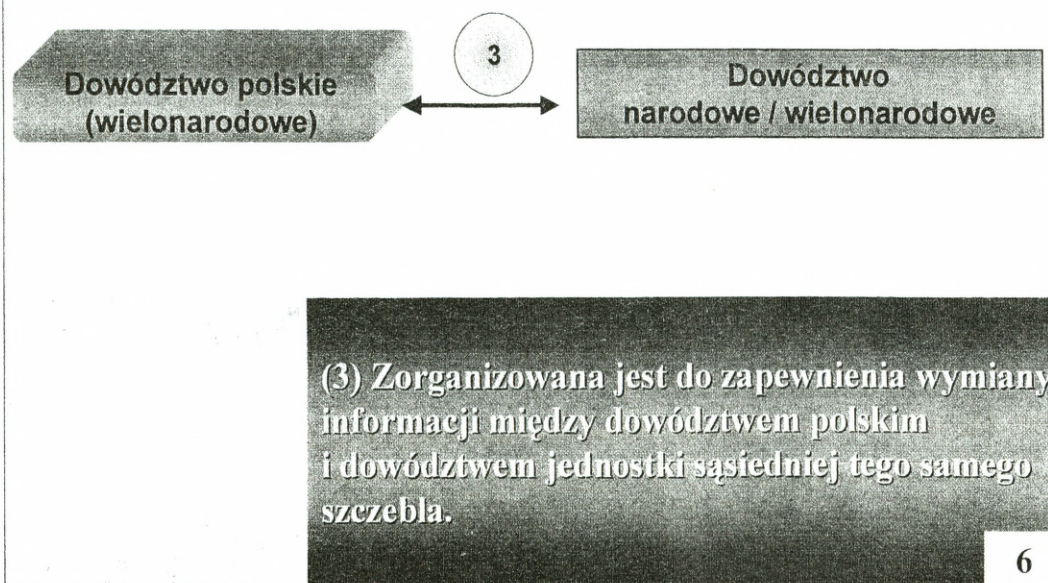 3
Dowództwo polskie
(wielonarodowe)
Dowództwo
narodowe / wielonarodowe
(3) Zorganizowana jest do zapewnienia wymiany
informacji między dowództwem polskim
i dowództwem jednostki sąsiedniej tego samego
szczebla.
6